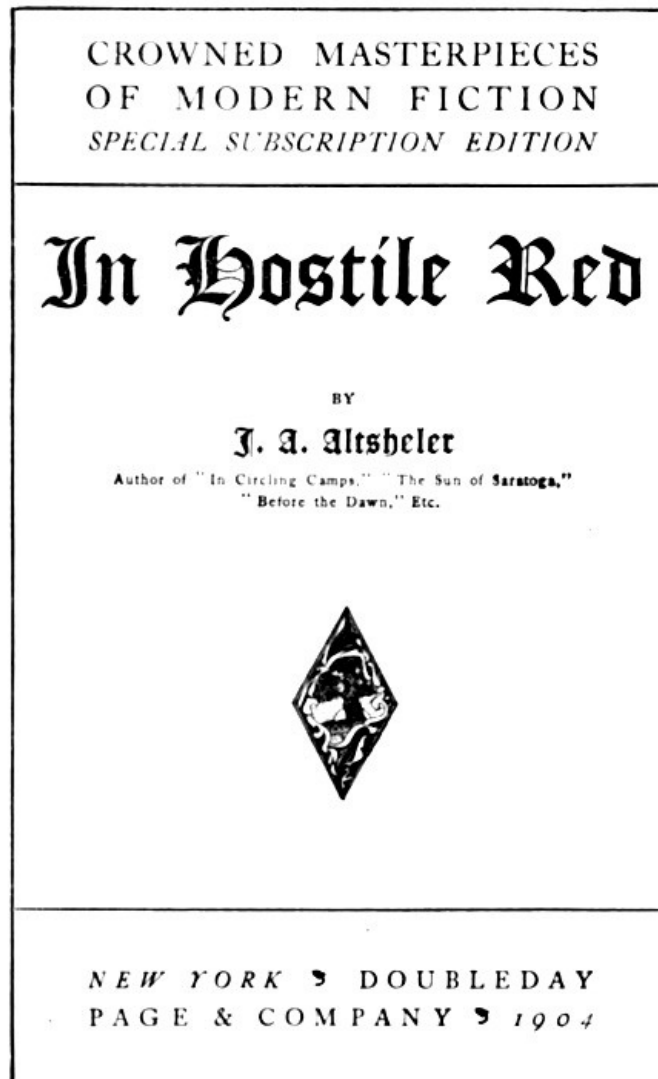 CROWNED MASTERPIECES
OF MODERN FICTION
SPECIAL SUBSCRIPTION EDITION
In Hostile Red
BY
J. A. Altsheler
Author of "In Circling Camps," "The Sun of Saratoga,"
"Before the Dawn," Etc.
NEW YORK ❥ DOUBLEDAY
PAGE & COMPANY ❥ 1904